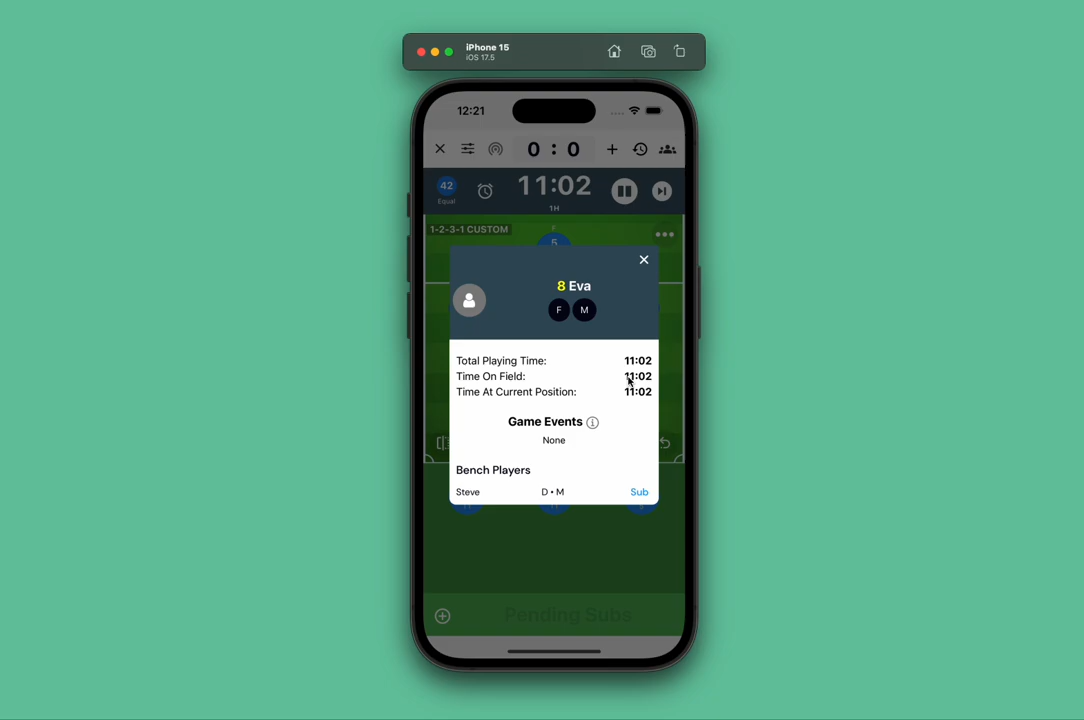 iPhone 15
iOS 17.5
12:21
0 : 0
42
Equal
11:02
1H
1-2-3-1 CUSTOM
F
5
8 Eva
F M
Total Playing Time: 11:02
Time On Field: 11:02
Time At Current Position: 11:02
Game Events
None
Bench Players
Steve D • M Sub
Pending Subs